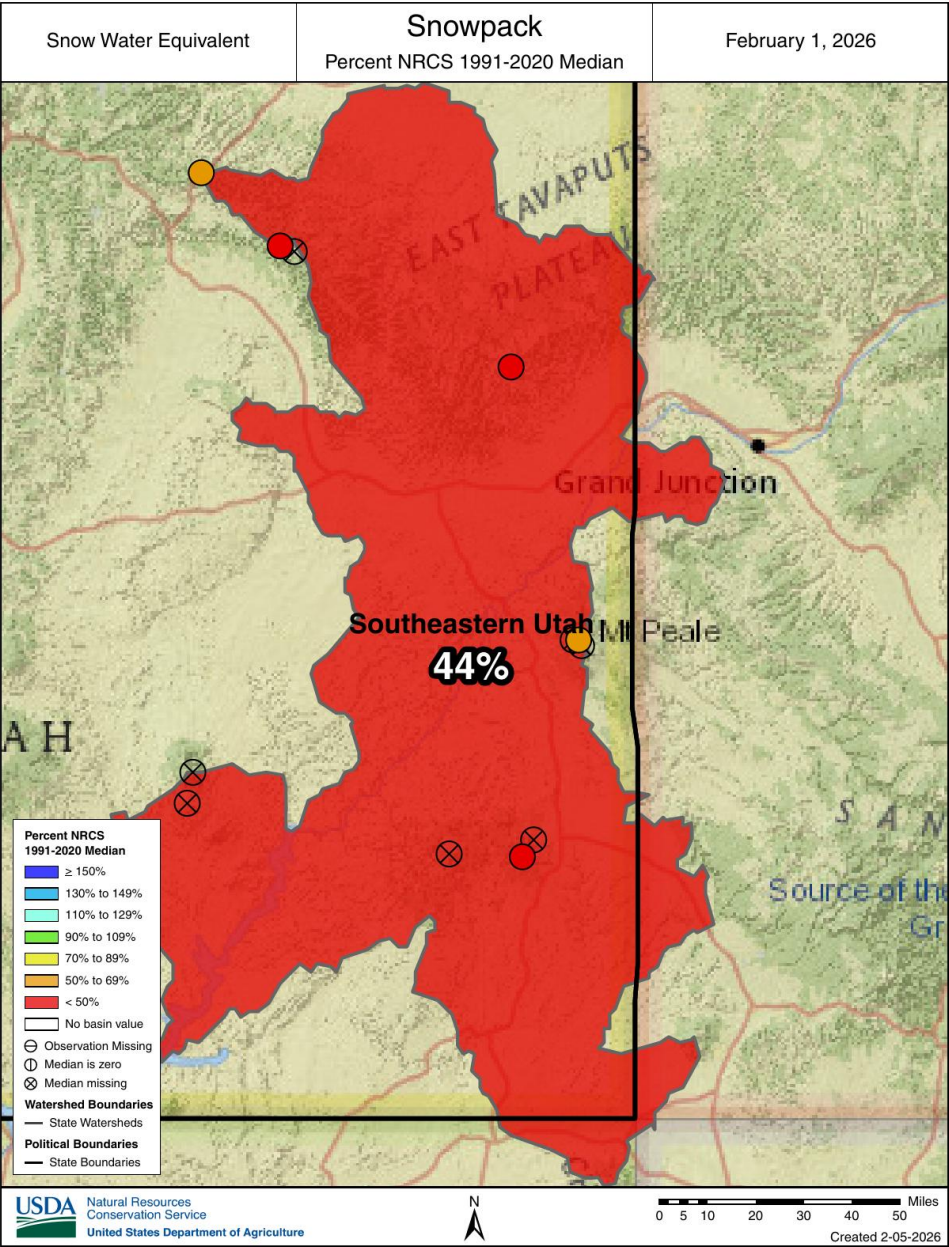 Snow Water Equivalent
Snowpack
Percent NRCS 1991-2020 Median
February 1, 2026
EAST TAVAPUTS
PLATEAU
Grand Junction
Southeastern Utah
44%
Mt Peale
AH
SAN
Source of the
Gr
Percent NRCS
1991-2020 Median
≥ 150%
130% to 149%
110% to 129%
90% to 109%
70% to 89%
50% to 69%
< 50%
No basin value
Observation Missing
Median is zero
Median missing
Watershed Boundaries
State Watersheds
Political Boundaries
State Boundaries
USDA
Natural Resources
Conservation Service
United States Department of Agriculture
N
Miles
0 5 10 20 30 40 50
Created 2-05-2026